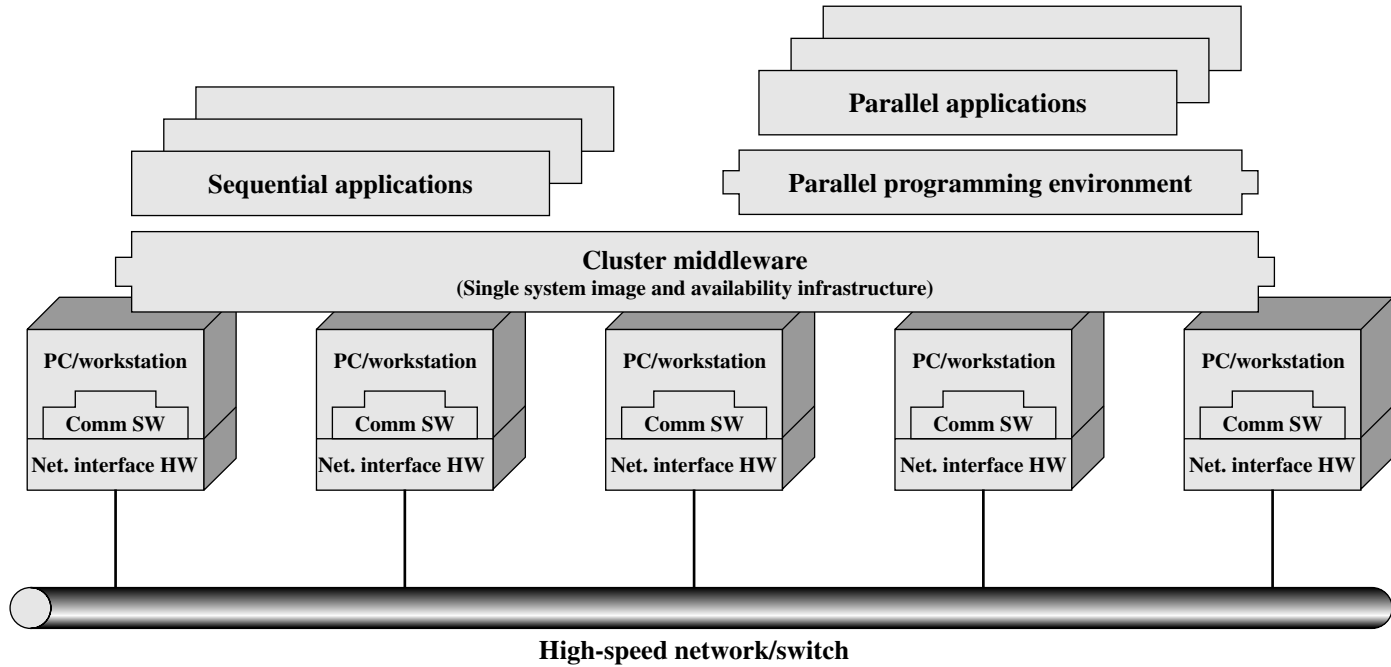 Parallel applications
Sequential applications
Parallel programming environment
Cluster middleware
(Single system image and availability infrastructure)
PC/workstation
PC/workstation
PC/workstation
PC/workstation
PC/workstation
Comm SW
Comm SW
Comm SW
Comm SW
Comm SW
Net. interface HW
Net. interface HW
Net. interface HW
Net. interface HW
Net. interface HW
High-speed network/switch